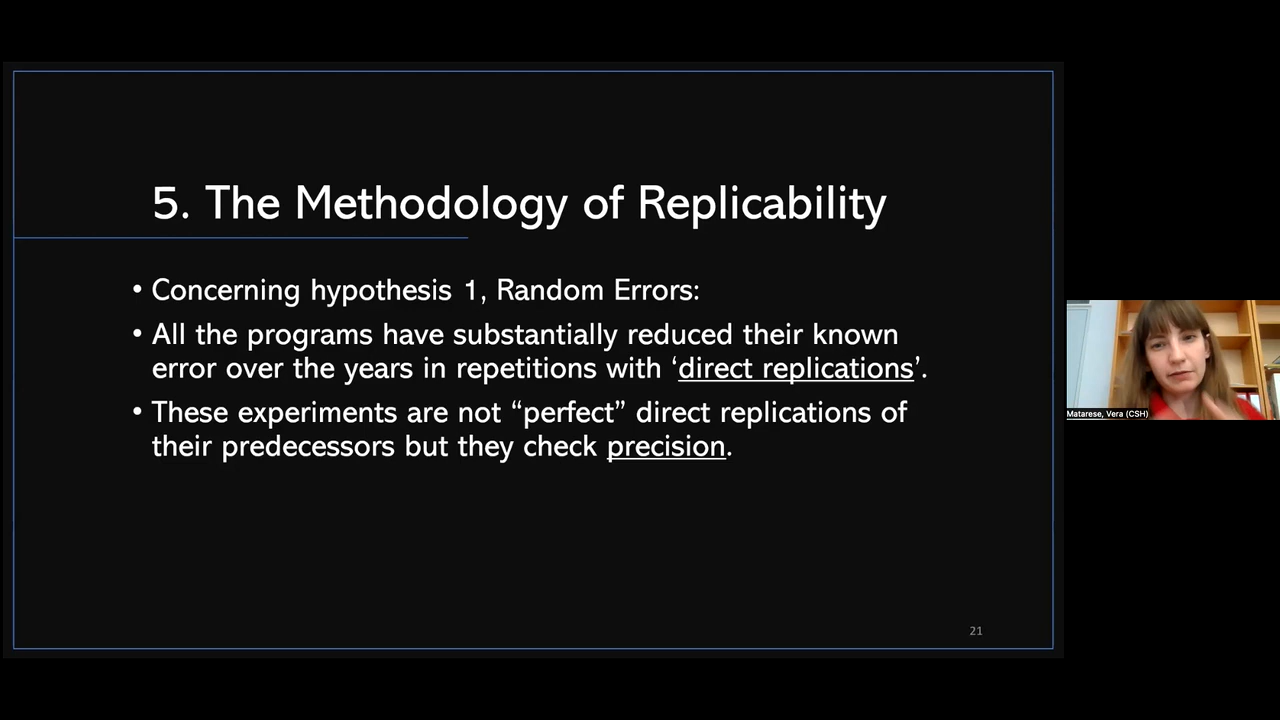 5. The Methodology of Replicability
• Concerning hypothesis 1, Random Errors:
• All the programs have substantially reduced their known
error over the years in repetitions with ‘direct replications’.
• These experiments are not “perfect” direct replications of
their predecessors but they check precision.
21
Matarese, Vera (CSH)